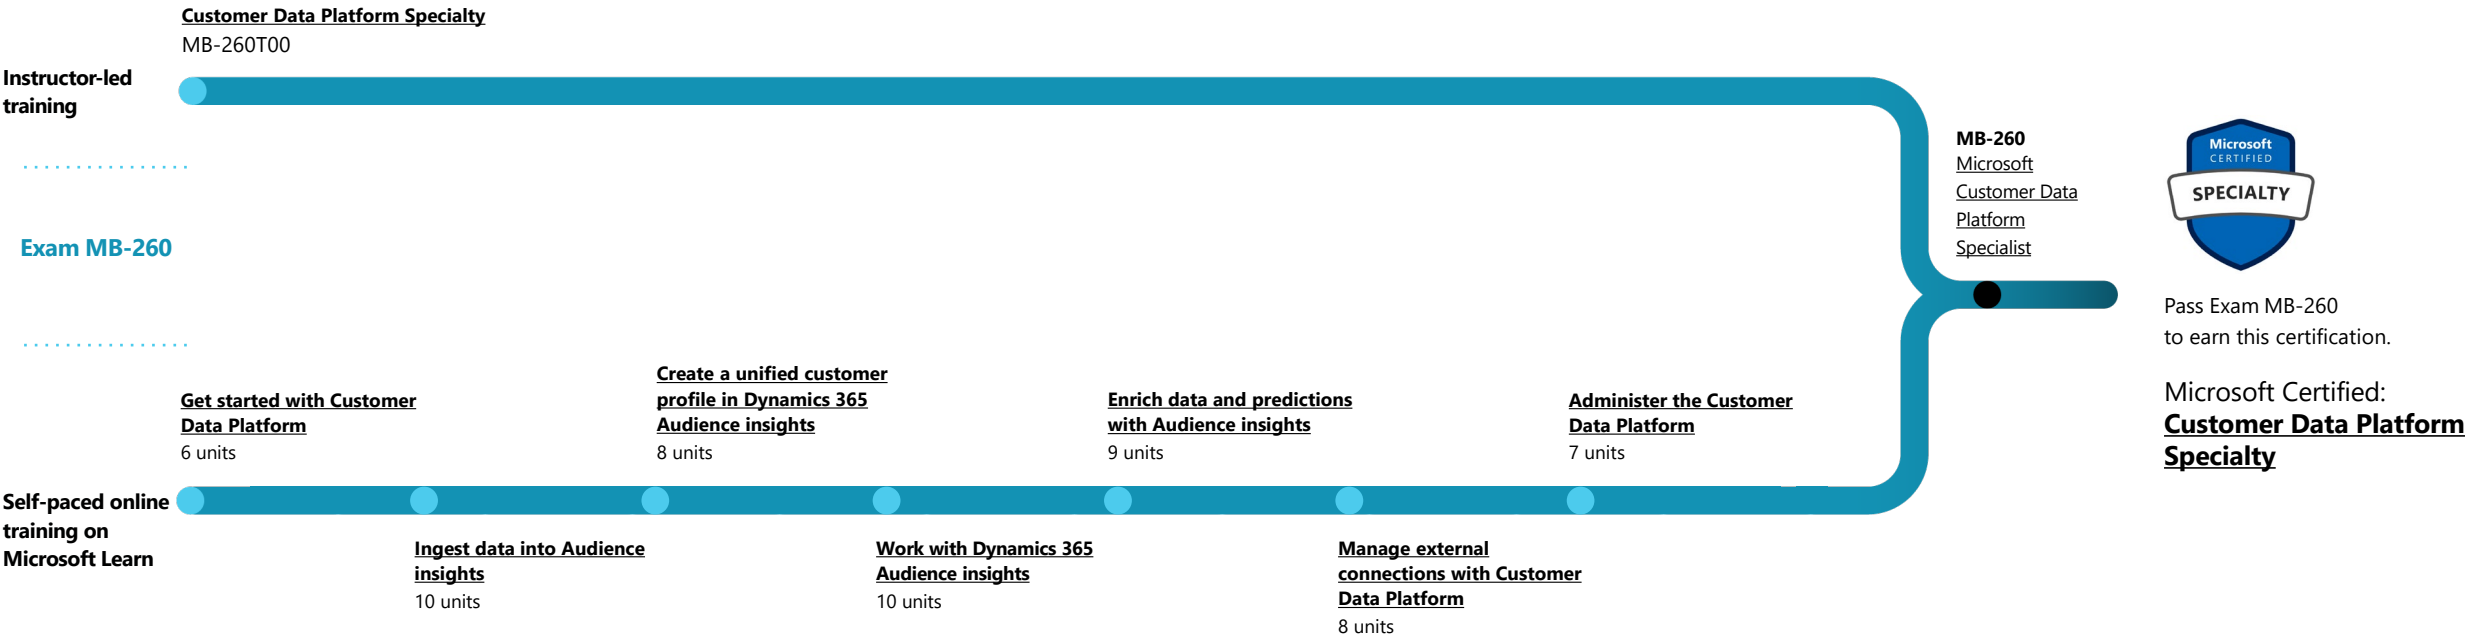 Customer Data Platform Specialty
MB-260T00
Instructor-led
training
Exam MB-260
MB-260
Microsoft
Customer Data
Platform
Specialist
Microsoft
CERTIFIED
SPECIALTY
Pass Exam MB-260
to earn this certification.
Microsoft Certified:
Customer Data Platform
Specialty
Self-paced online
training on
Microsoft Learn
Get started with Customer
Data Platform
6 units
Ingest data into Audience
insights
10 units
Create a unified customer
profile in Dynamics 365
Audience insights
8 units
Work with Dynamics 365
Audience insights
10 units
Enrich data and predictions
with Audience insights
9 units
Manage external
connections with Customer
Data Platform
8 units
Administer the Customer
Data Platform
7 units